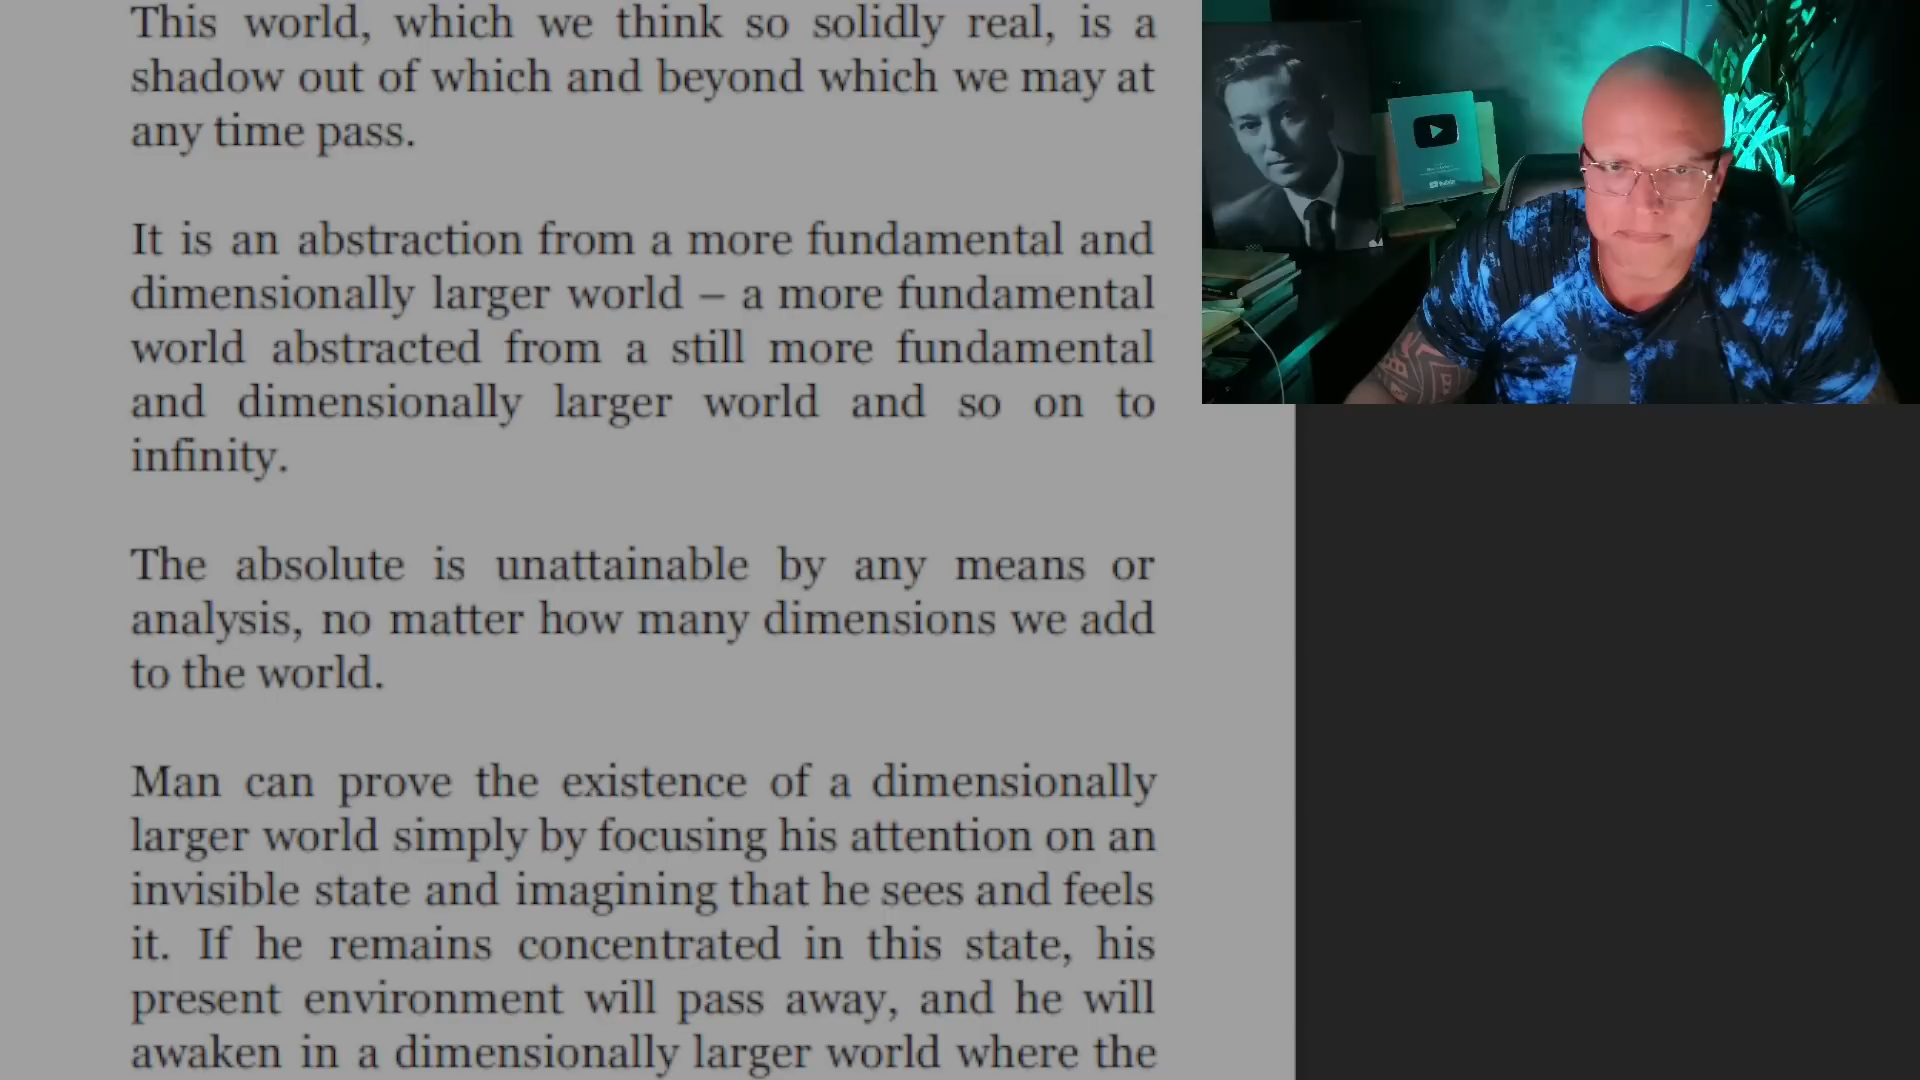 This world, which we think so solidly real, is a
shadow out of which and beyond which we may at
any time pass.
It is an abstraction from a more fundamental and
dimensionally larger world – a more fundamental
world abstracted from a still more fundamental
and dimensionally larger world and so on to
infinity.
The absolute is unattainable by any means or
analysis, no matter how many dimensions we add
to the world.
Man can prove the existence of a dimensionally
larger world simply by focusing his attention on an
invisible state and imagining that he sees and feels
it. If he remains concentrated in this state, his
present environment will pass away, and he will
awaken in a dimensionally larger world where the
YouTube